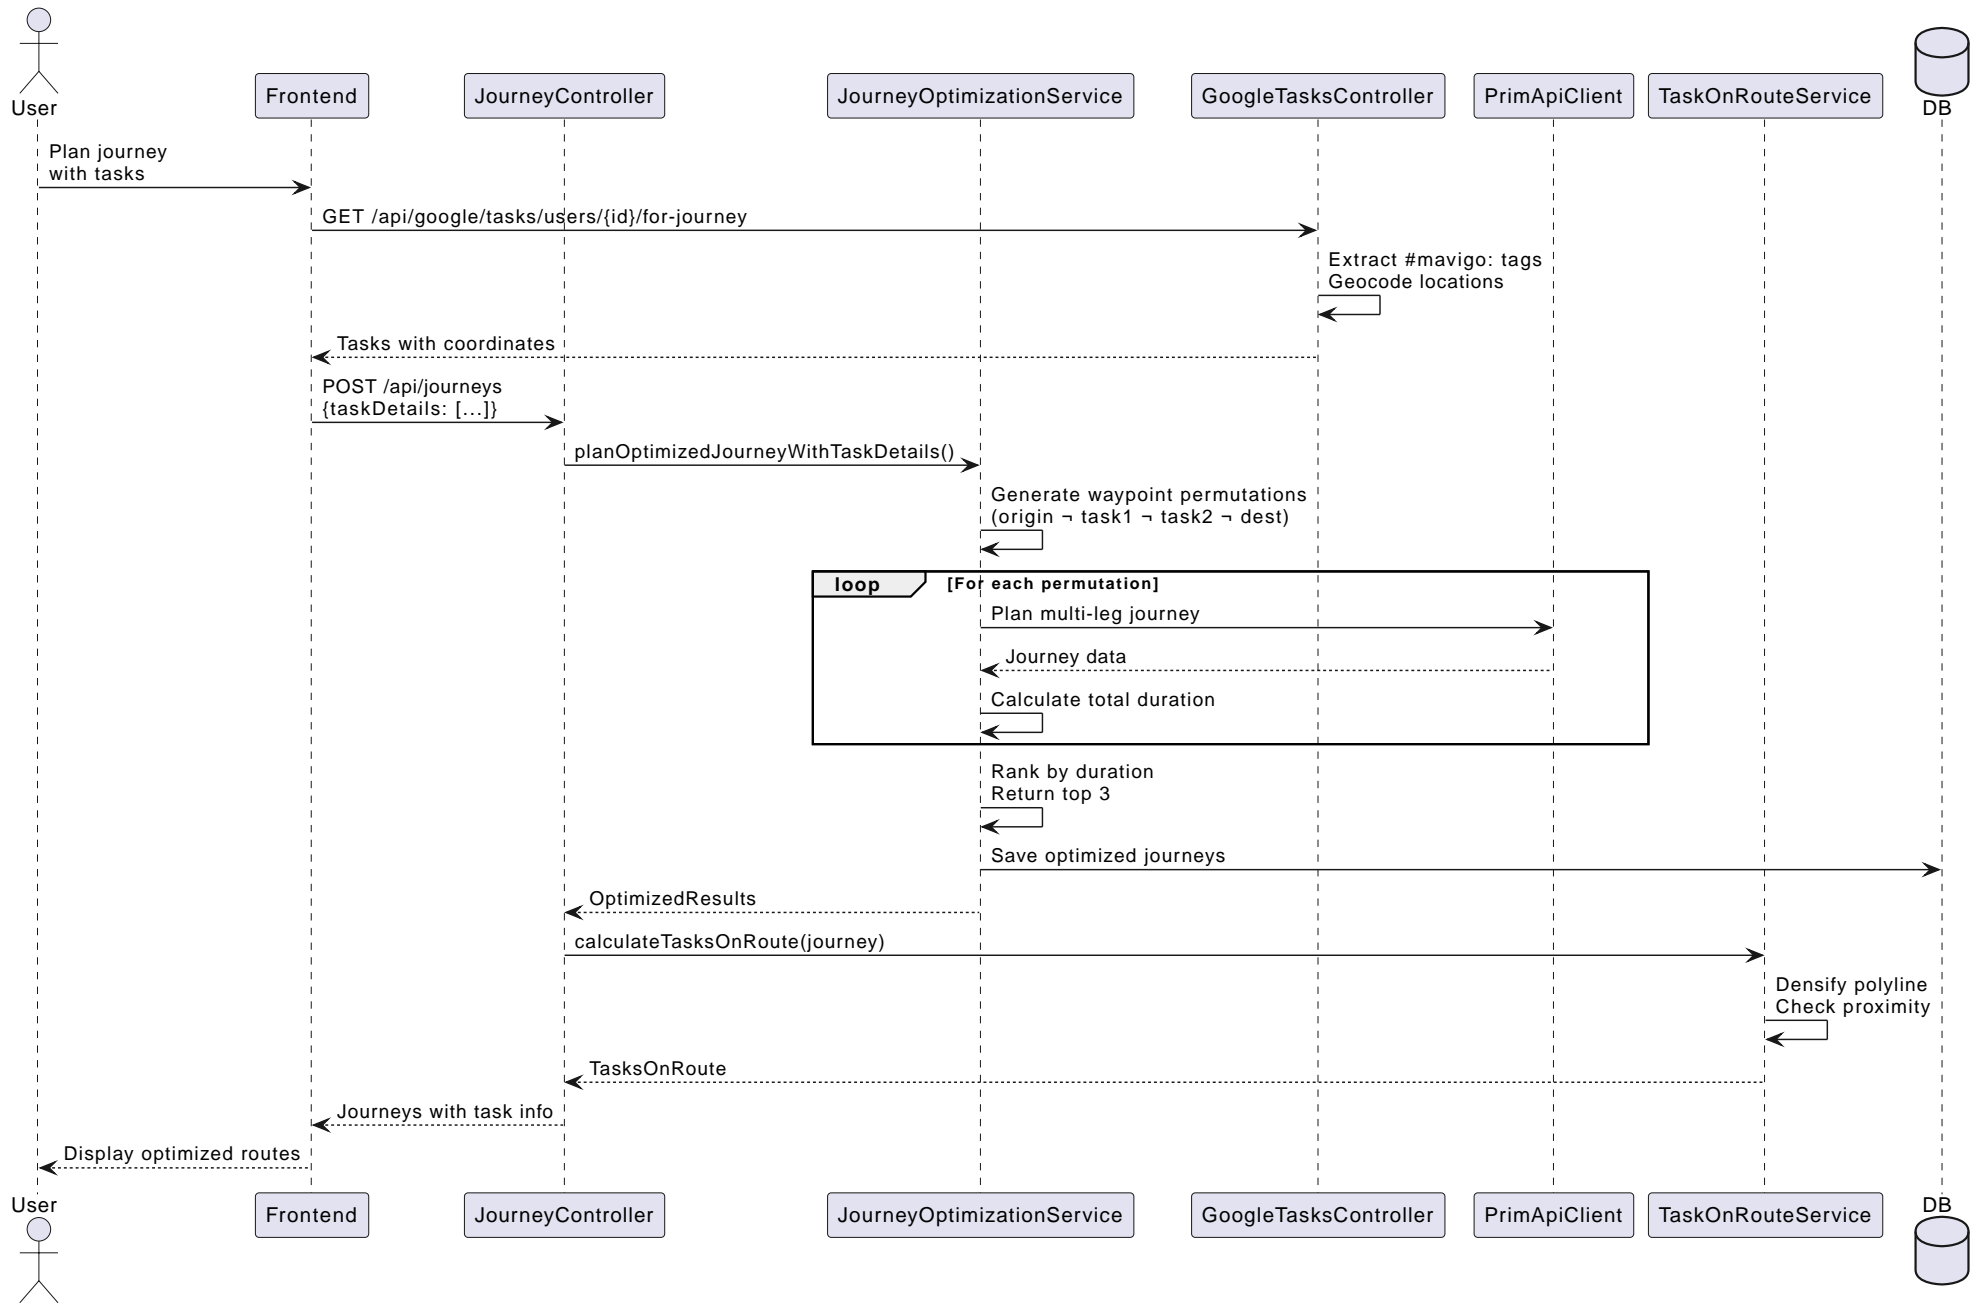 User
Frontend
JourneyController
JourneyOptimizationService
GoogleTasksController
PrimApiClient
TaskOnRouteService
DB
Plan journey
with tasks
GET /api/google/tasks/users/{id}/for-journey
Extract #mavigo: tags
Geocode locations
Tasks with coordinates
POST /api/journeys
{taskDetails: [...]}
planOptimizedJourneyWithTaskDetails()
Generate waypoint permutations
(origin ¬ task1 ¬ task2 ¬ dest)
loop
[For each permutation]
Plan multi-leg journey
Journey data
Calculate total duration
Rank by duration
Return top 3
Save optimized journeys
OptimizedResults
calculateTasksOnRoute(journey)
Densify polyline
Check proximity
TasksOnRoute
Journeys with task info
Display optimized routes
User
Frontend
JourneyController
JourneyOptimizationService
GoogleTasksController
PrimApiClient
TaskOnRouteService
DB